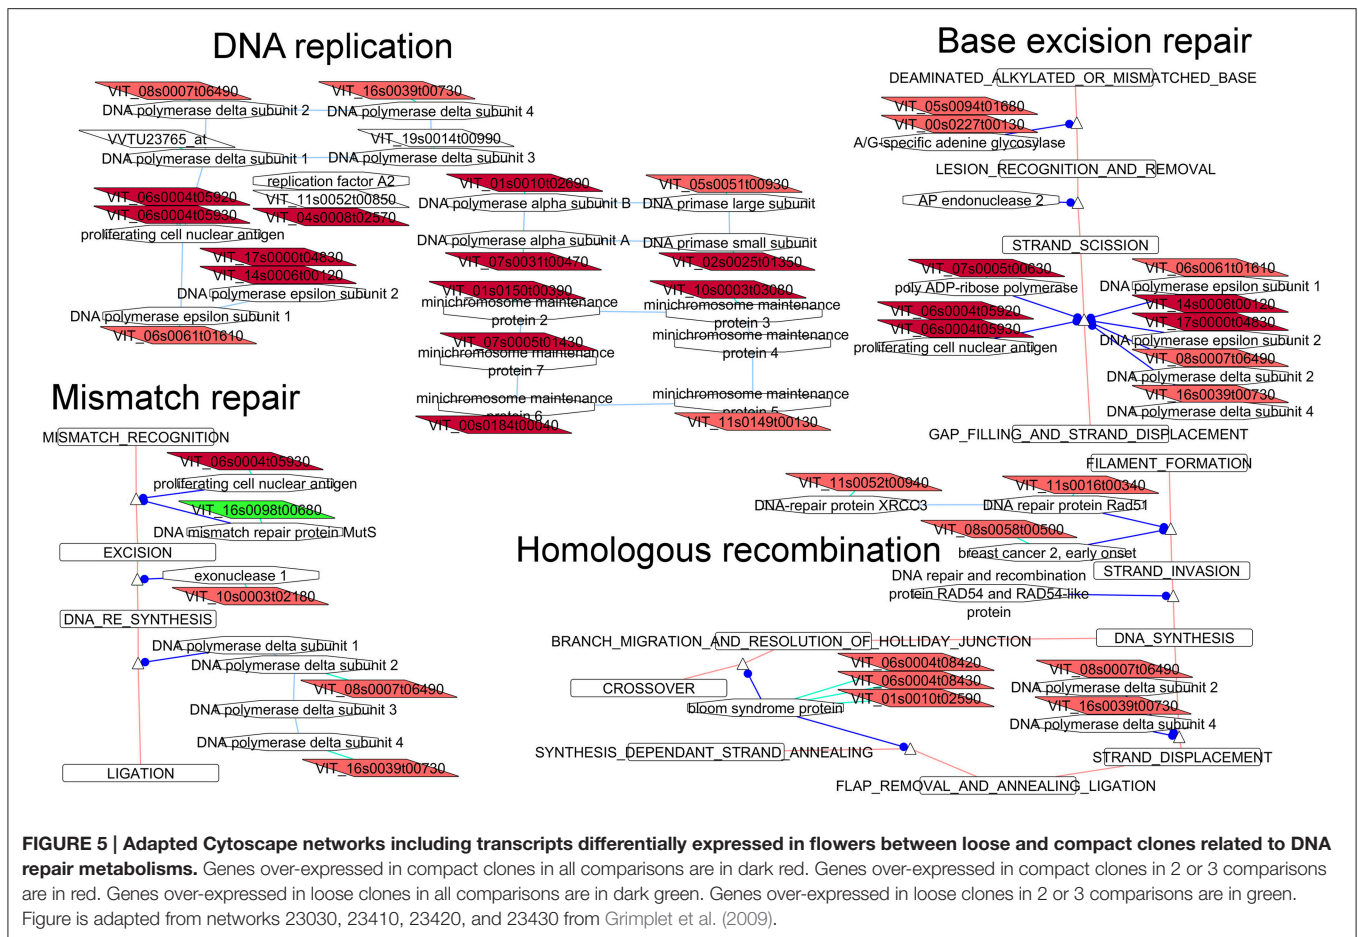 DNA replication
VIT_08s0007t06490
DNA polymerase delta subunit 2
VIT_16s0039t00730
DNA polymerase delta subunit 4
VVTU23765_at
DNA polymerase delta subunit 1
VIT_19s0014t00990
DNA polymerase delta subunit 3
replication factor A2
VIT_11s0052t00850
VIT_04s0008t02570
VIT_06s0004t05920
VIT_06s0004t05930
proliferating cell nuclear antigen
VIT_17s0000t04830
VIT_14s0006t00120
DNA polymerase epsilon subunit 2
DNA polymerase epsilon subunit 1
VIT_06s0061t01610
VIT_01s0010t02690
DNA polymerase alpha subunit B
VIT_05s0051t00930
DNA primase large subunit
DNA polymerase alpha subunit A
VIT_07s0031t00470
DNA primase small subunit
VIT_02s0025t01350
VIT_01s0150t00390
minichromosome maintenance
protein 2
VIT_10s0003t03080
minichromosome maintenance
protein 3
VIT_07s0005t01430
minichromosome maintenance
protein 7
minichromosome maintenance
protein 4
minichromosome maintenance
protein 6
VIT_00s0184t00040
minichromosome maintenance
protein 5
VIT_11s0149t00130
Base excision repair
DEAMINATED_ALKYLATED_OR_MISMATCHED_BASE
VIT_05s0094t01680
VIT_00s0227t00130
A/G-specific adenine glycosylase
LESION_RECOGNITION_AND_REMOVAL
AP endonuclease 2
STRAND_SCISSION
VIT_07s0005t00630
poly ADP-ribose polymerase
VIT_06s0004t05920
VIT_06s0004t05930
proliferating cell nuclear antigen
VIT_06s0061t01610
DNA polymerase epsilon subunit 1
VIT_14s0006t00120
VIT_17s0000t04830
DNA polymerase epsilon subunit 2
VIT_08s0007t06490
DNA polymerase delta subunit 2
VIT_16s0039t00730
DNA polymerase delta subunit 4
GAP_FILLING_AND_STRAND_DISPLACEMENT
Mismatch repair
MISMATCH_RECOGNITION
VIT_06s0004t05930
proliferating cell nuclear antigen
VIT_16s0098t00680
DNA mismatch repair protein MutS
EXCISION
exonuclease 1
VIT_10s0003t02180
DNA_RE_SYNTHESIS
DNA polymerase delta subunit 1
DNA polymerase delta subunit 2
VIT_08s0007t06490
DNA polymerase delta subunit 3
DNA polymerase delta subunit 4
VIT_16s0039t00730
LIGATION
Homologous recombination
FILAMENT_FORMATION
VIT_11s0052t00940
DNA-repair protein XRCC3
VIT_11s0016t00340
DNA repair protein Rad51
VIT_08s0058t00500
breast cancer 2, early onset
STRAND_INVASION
DNA repair and recombination
protein RAD54 and RAD54-like
protein
DNA_SYNTHESIS
BRANCH_MIGRATION_AND_RESOLUTION_OF_HOLLIDAY_JUNCTION
CROSSOVER
VIT_06s0004t08420
VIT_06s0004t08430
VIT_01s0010t02590
bloom syndrome protein
VIT_08s0007t06490
DNA polymerase delta subunit 2
VIT_16s0039t00730
DNA polymerase delta subunit 4
SYNTHESIS_DEPENDANT_STRAND_ANNEALING
STRAND_DISPLACEMENT
FLAP_REMOVAL_AND_ANNEALING_LIGATION
FIGURE 5 | Adapted Cytoscape networks including transcripts differentially expressed in flowers between loose and compact clones related to DNA
repair metabolisms. Genes over-expressed in compact clones in all comparisons are in dark red. Genes over-expressed in compact clones in 2 or 3 comparisons
are in red. Genes over-expressed in loose clones in all comparisons are in dark green. Genes over-expressed in loose clones in 2 or 3 comparisons are in green.
Figure is adapted from networks 23030, 23410, 23420, and 23430 from Grimplet et al. (2009).